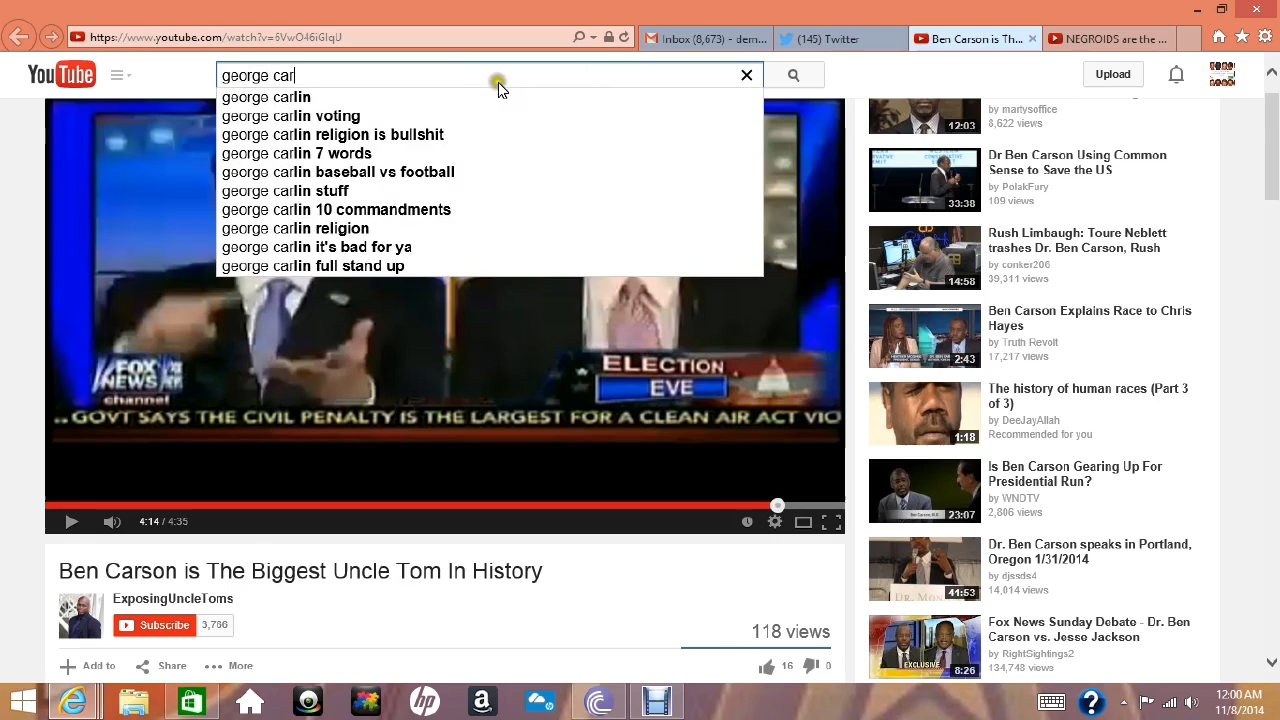 https://www.youtube.com/watch?v=6VwO46iGIqU
Inbox (8,673) - dem...
(145) Twitter
Ben Carson is Th...
NEGROIDS are the...
YouTube
george car
Upload
george carlin
george carlin voting
george carlin religion is bullshit
george carlin 7 words
george carlin baseball vs football
george carlin stuff
george carlin 10 commandments
george carlin religion
george carlin it's bad for ya
george carlin full stand up
NEWS
channel
ELECTION
EVE
.. GOVT SAYS THE CIVIL PENALTY IS THE LARGEST FOR A CLEAN AIR ACT VIO
4:14 / 4:35
Ben Carson is The Biggest Uncle Tom In History
ExposingUncleToms
Subscribe 3,766
118 views
Add to
Share
More
16
0
by martysoffice
8,622 views
12:03
Dr Ben Carson Using Common
Sense to Save the US
by PolakFury
109 views
33:38
Rush Limbaugh: Toure Neblett
trashes Dr. Ben Carson, Rush
by conker206
39,311 views
14:58
Ben Carson Explains Race to Chris
Hayes
by Truth Revolt
17,217 views
2:43
The history of human races (Part 3
of 3)
by DeeJayAllah
Recommended for you
1:18
Is Ben Carson Gearing Up For
Presidential Run?
by WNDTV
2,806 views
23:07
Dr. Ben Carson speaks in Portland,
Oregon 1/31/2014
by djssds4
14,014 views
41:53
Fox News Sunday Debate - Dr. Ben
Carson vs. Jesse Jackson
by RightSightings2
134,748 views
EXCLUSIVE
8:26
12:00 AM
11/8/2014